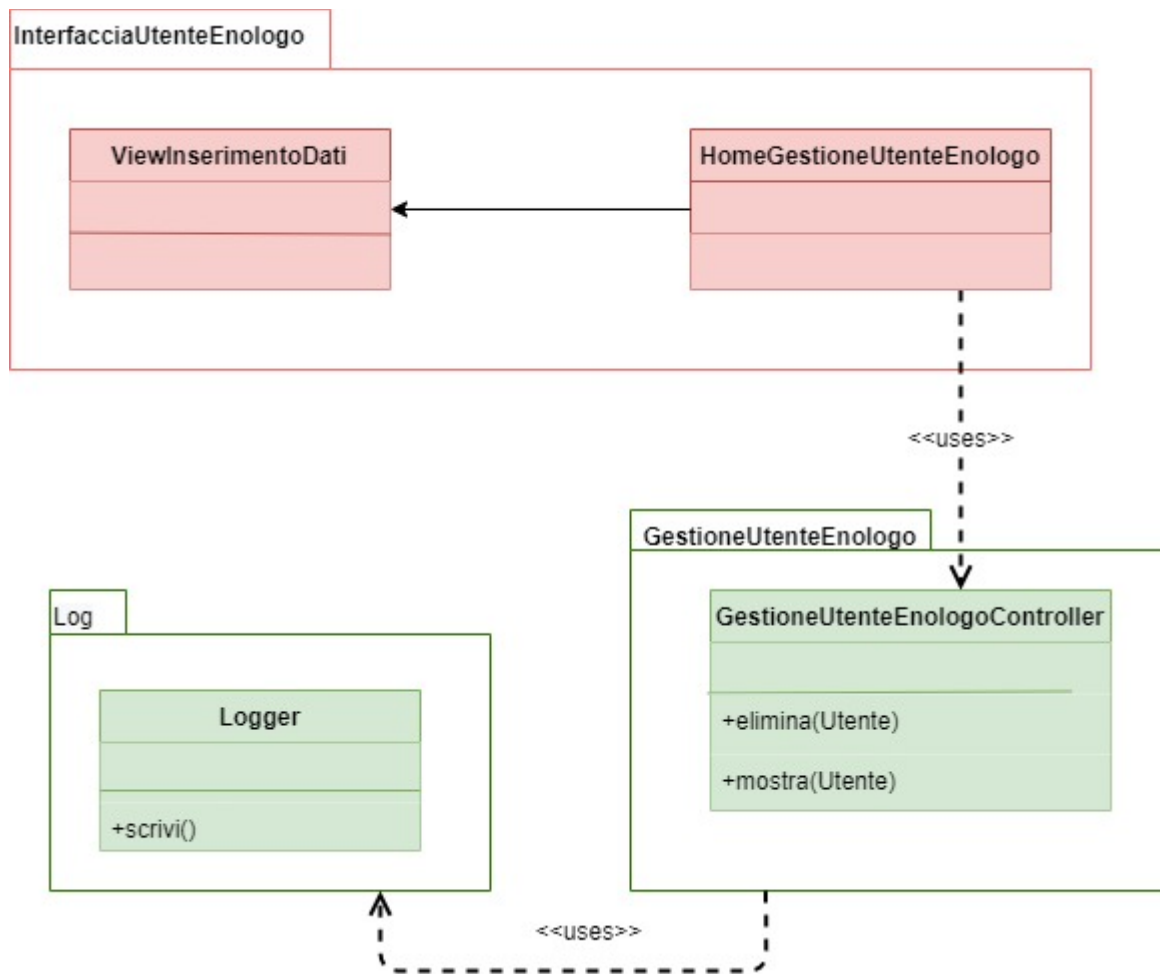 InterfacciaUtenteEnologo
ViewInserimentoDati
HomeGestioneUtenteEnologo
<<uses>>
GestioneUtenteEnologo
GestioneUtenteEnologoController
+elimina(Utente)
+mostra(Utente)
Log
Logger
+scrivi()
<<uses>>